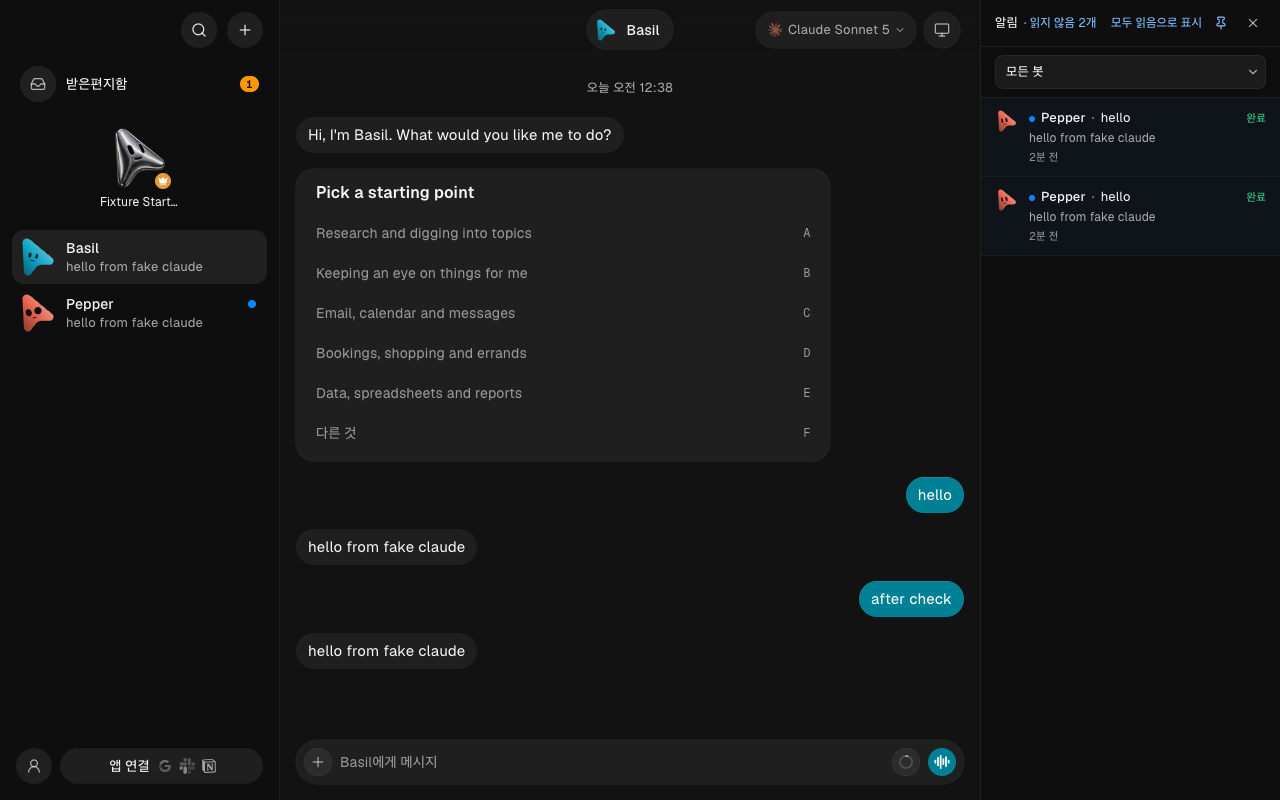 받은편지함
1
Fixture Start…
Basil
hello from fake claude
Pepper
hello from fake claude
앱 연결
Basil
Claude Sonnet 5
오늘 오전 12:38
Hi, I'm Basil. What would you like me to do?
Pick a starting point
Research and digging into topics A
Keeping an eye on things for me B
Email, calendar and messages C
Bookings, shopping and errands D
Data, spreadsheets and reports E
다른 것 F
hello
hello from fake claude
after check
hello from fake claude
Basil에게 메시지
알림 · 읽지 않음 2개 모두 읽음으로 표시
모든 봇
Pepper · hello 완료
hello from fake claude
2분 전
Pepper · hello 완료
hello from fake claude
2분 전